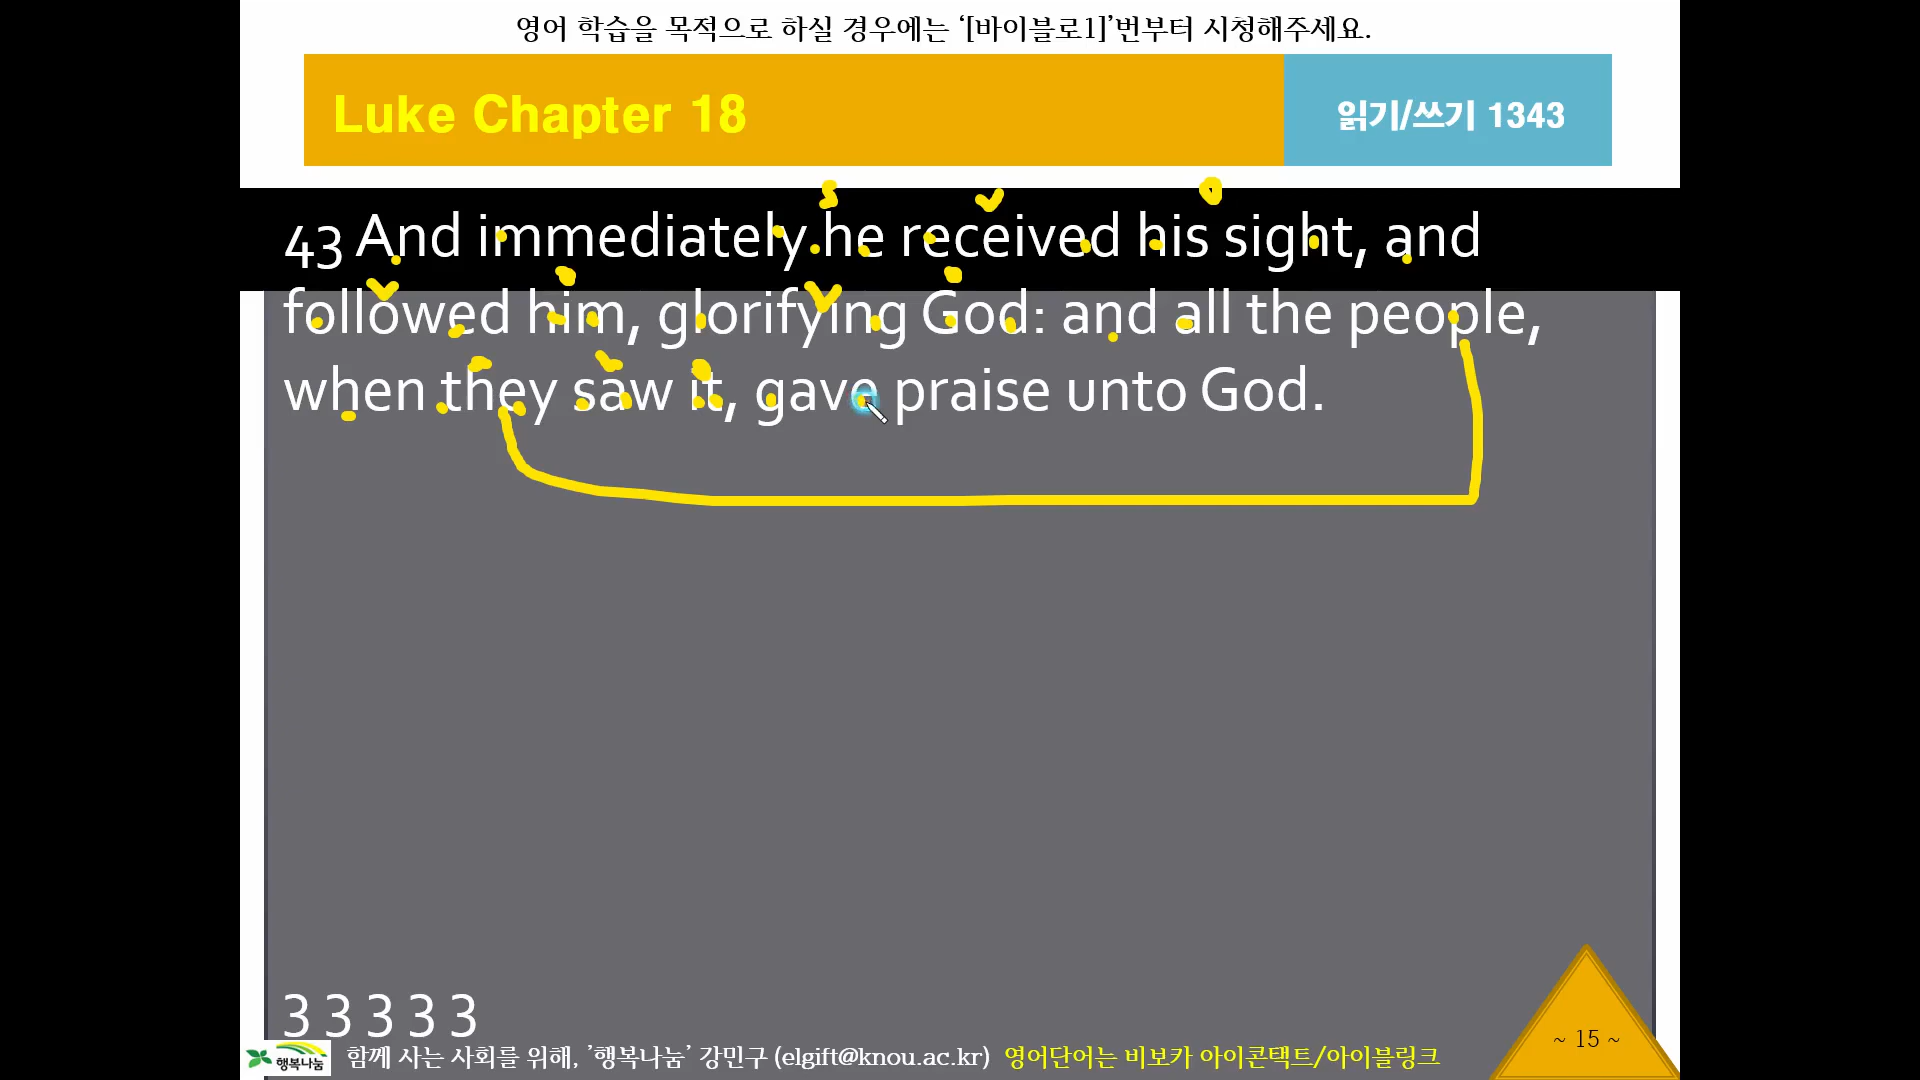 영어 학습을 목적으로 하실 경우에는 ‘[바이블로1]’번부터 시청해주세요.
Luke Chapter 18
읽기/쓰기 1343
43 And immediately he received his sight, and
followed him, glorifying God: and all the people,
when they saw it, gave praise unto God.
3 3 3 3 3
~ 15 ~
행복나눔 함께 사는 사회를 위해, ’행복나눔’ 강민구 (elgift@knou.ac.kr) 영어단어는 비보카 아이콘택트/아이블링크